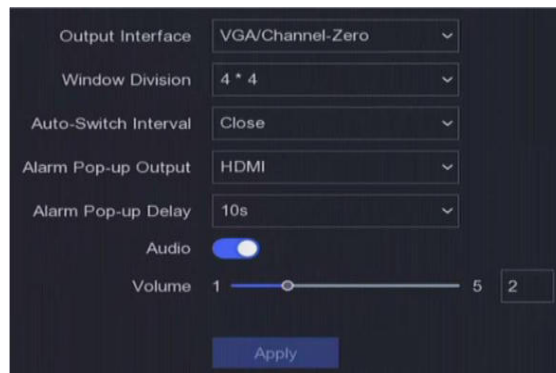 Output Interface VGA/Channel-Zero
Window Division 4 * 4
Auto-Switch Interval Close
Alarm Pop-up Output HDMI
Alarm Pop-up Delay 10s
Audio
Volume 1 5 2
Apply